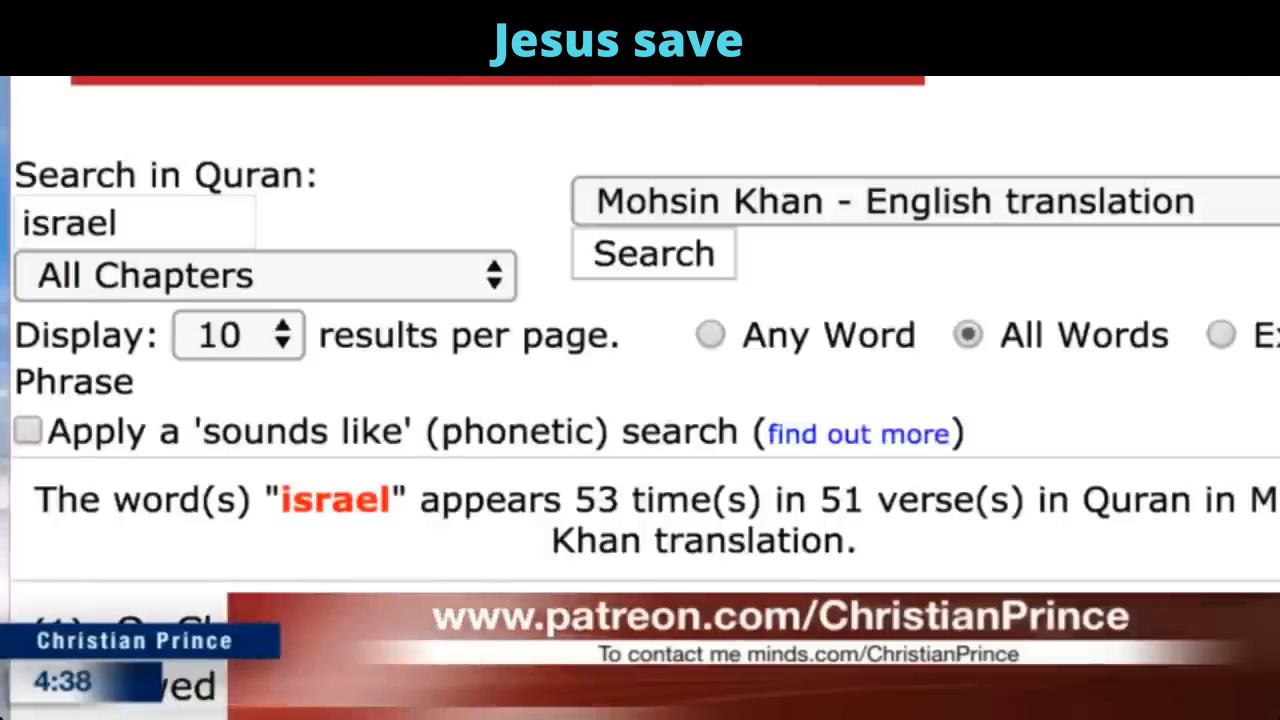 Jesus save
Search in Quran:
israel
Mohsin Khan - English translation
Search
All Chapters
Display: 10 results per page. Any Word All Words
Phrase
Apply a 'sounds like' (phonetic) search (find out more)
The word(s) "israel" appears 53 time(s) in 51 verse(s) in Quran in M
Khan translation.
www.patreon.com/ChristianPrince
Christian Prince
To contact me minds.com/ChristianPrince
4:38